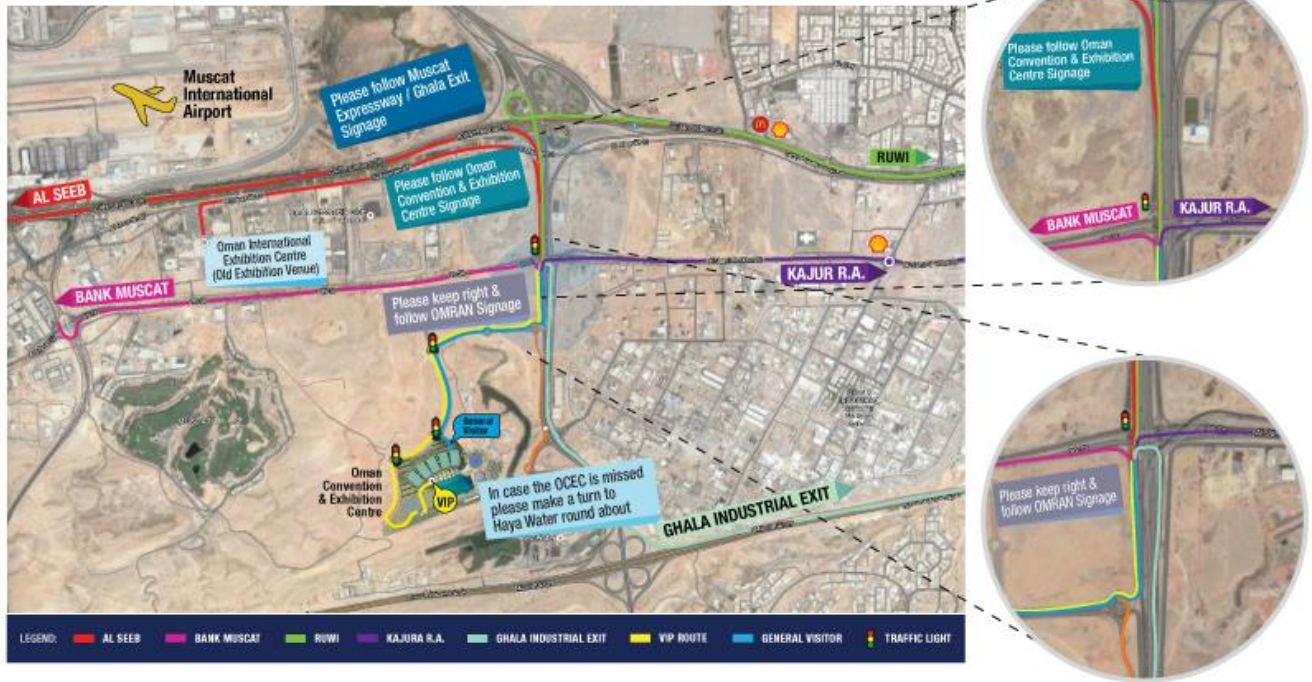 Muscat
International
Airport
Please follow Muscat
Expressway / Ghala Exit
Signage
Please follow Oman
Convention & Exhibition
Centre Signage
AL SEEB
RUWI
Oman International
Exhibition Centre
(Old Exhibition Venue)
BANK MUSCAT
KAJUR R.A.
Please keep right &
follow OMRAN Signage
General
Visitor
Oman
Convention
& Exhibition
Centre
VIP
In case the OCEC is missed
please make a turn to
Haya Water round about
GHALA INDUSTRIAL EXIT
Please follow Oman
Convention & Exhibition
Centre Signage
BANK MUSCAT
KAJUR R.A.
Please keep right &
follow OMRAN Signage
LEGEND: AL SEEB BANK MUSCAT RUWI KAJURA R.A. GHALA INDUSTRIAL EXIT VIP ROUTE GENERAL VISITOR TRAFFIC LIGHT